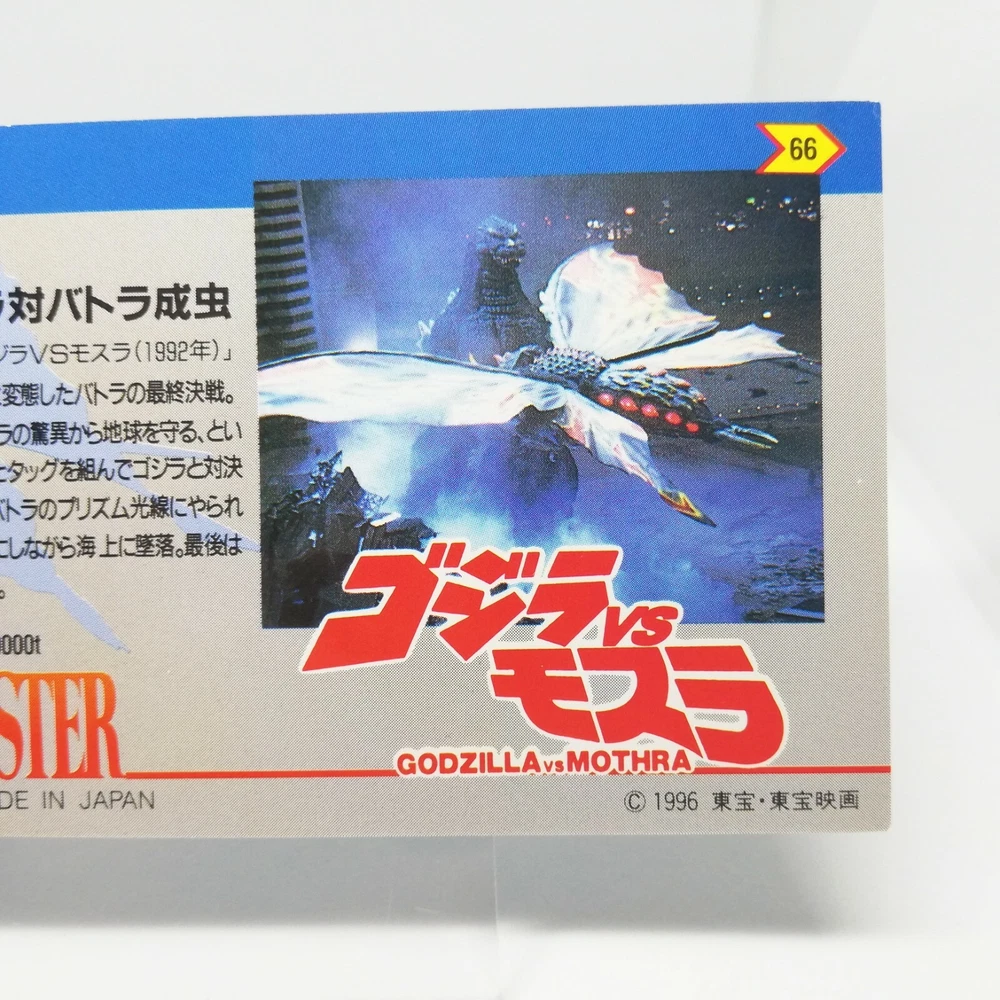 66
対バトラ成虫
ジラVSモスラ(1992年)」
変態したバトラの最終決戦。
ラの驚異から地球を守る、とい
とタッグを組んでゴジラと対決
バトラのプリズム光線にやられ
にしながら海上に墜落。最後は
。
000t
STER
DE IN JAPAN
ゴジラVS
モスラ
GODZILLA vs MOTHRA
© 1996 東宝・東宝映画